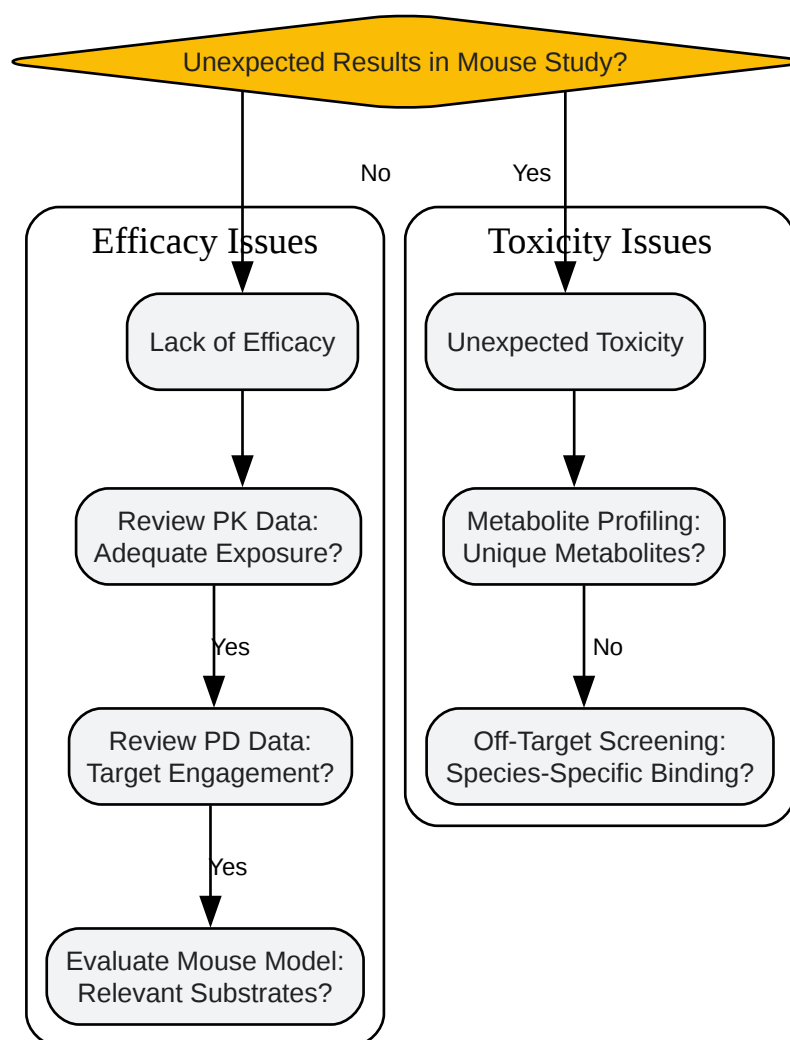 Unexpected Results in Mouse Study?
No
Yes
Efficacy Issues
Lack of Efficacy
Review PK Data:
Adequate Exposure?
Yes
Review PD Data:
Target Engagement?
Yes
Evaluate Mouse Model:
Relevant Substrates?
Toxicity Issues
Unexpected Toxicity
Metabolite Profiling:
Unique Metabolites?
No
Off-Target Screening:
Species-Specific Binding?